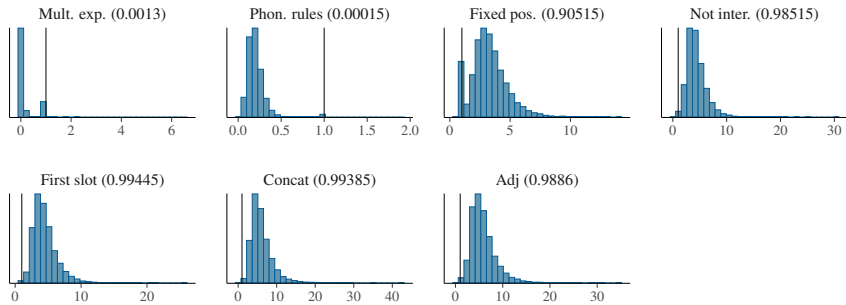 Mult. exp. (0.0013)
Phon. rules (0.00015)
Fixed pos. (0.90515)
Not inter. (0.98515)
0 2 4 6
0.0 0.5 1.0 1.5 2.0
0 5 10
0 10 20 30
First slot (0.99445)
Concat (0.99385)
Adj (0.9886)
0 10 20
0 10 20 30 40
0 10 20 30